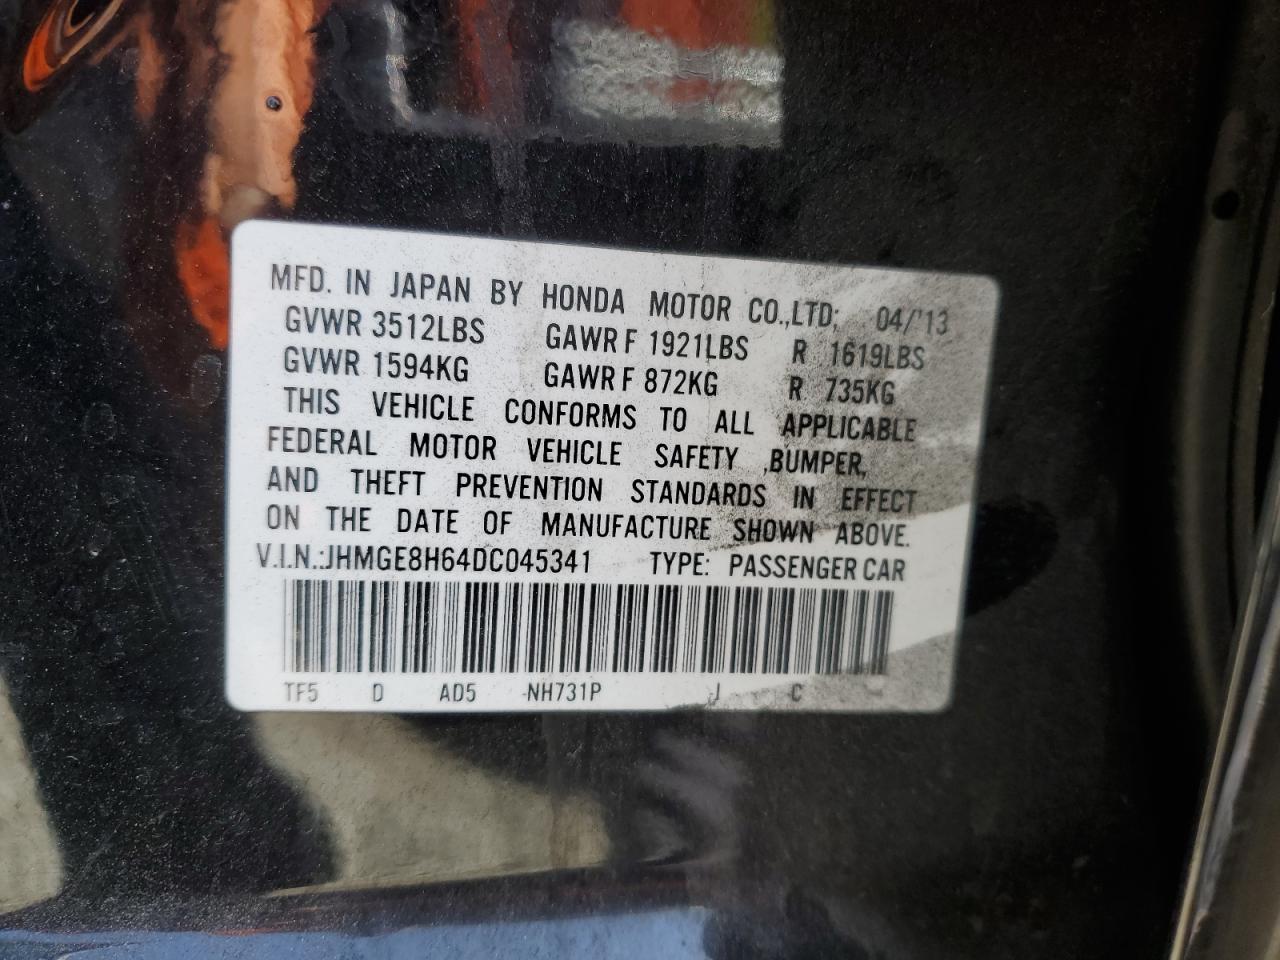 MFD. IN JAPAN BY HONDA MOTOR CO.,LTD; 04/'13
GVWR 3512LBS GAWR F 1921LBS R 1619LBS
GVWR 1594KG GAWR F 872KG R 735KG
THIS VEHICLE CONFORMS TO ALL APPLICABLE
FEDERAL MOTOR VEHICLE SAFETY ,BUMPER,
AND THEFT PREVENTION STANDARDS IN EFFECT
ON THE DATE OF MANUFACTURE SHOWN ABOVE.
V.I.N.:JHMGE8H64DC045341 TYPE: PASSENGER CAR
TF5 D AD5 NH731P J C